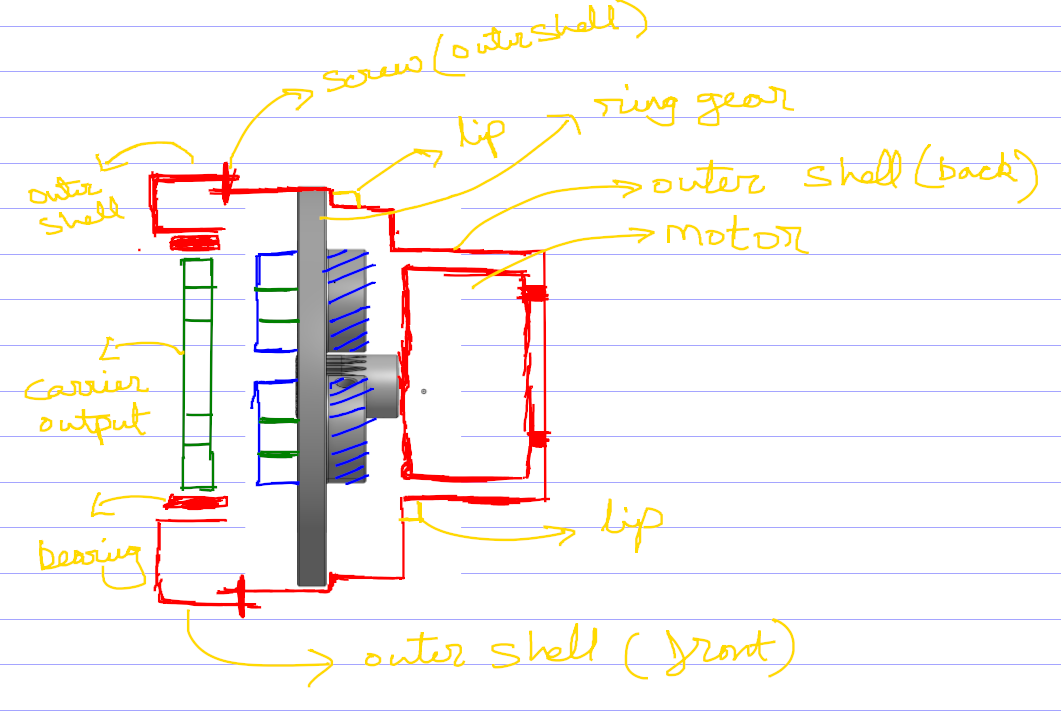 screw (outer shell)
ring gear
lip
outer shell (back)
outer
shell
motor
carrier
output
lip
bearing
outer shell (front)